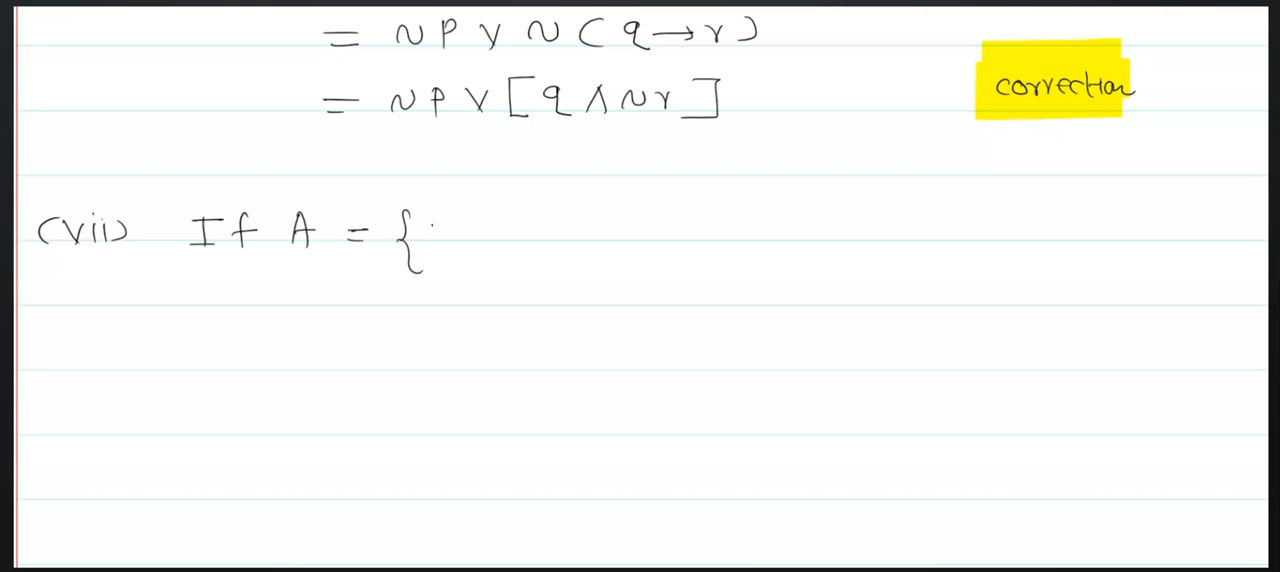 = ~p ∨ ~(q→r)
= ~p ∨ [q ∧ ~r]
correction
(vii) If A = {